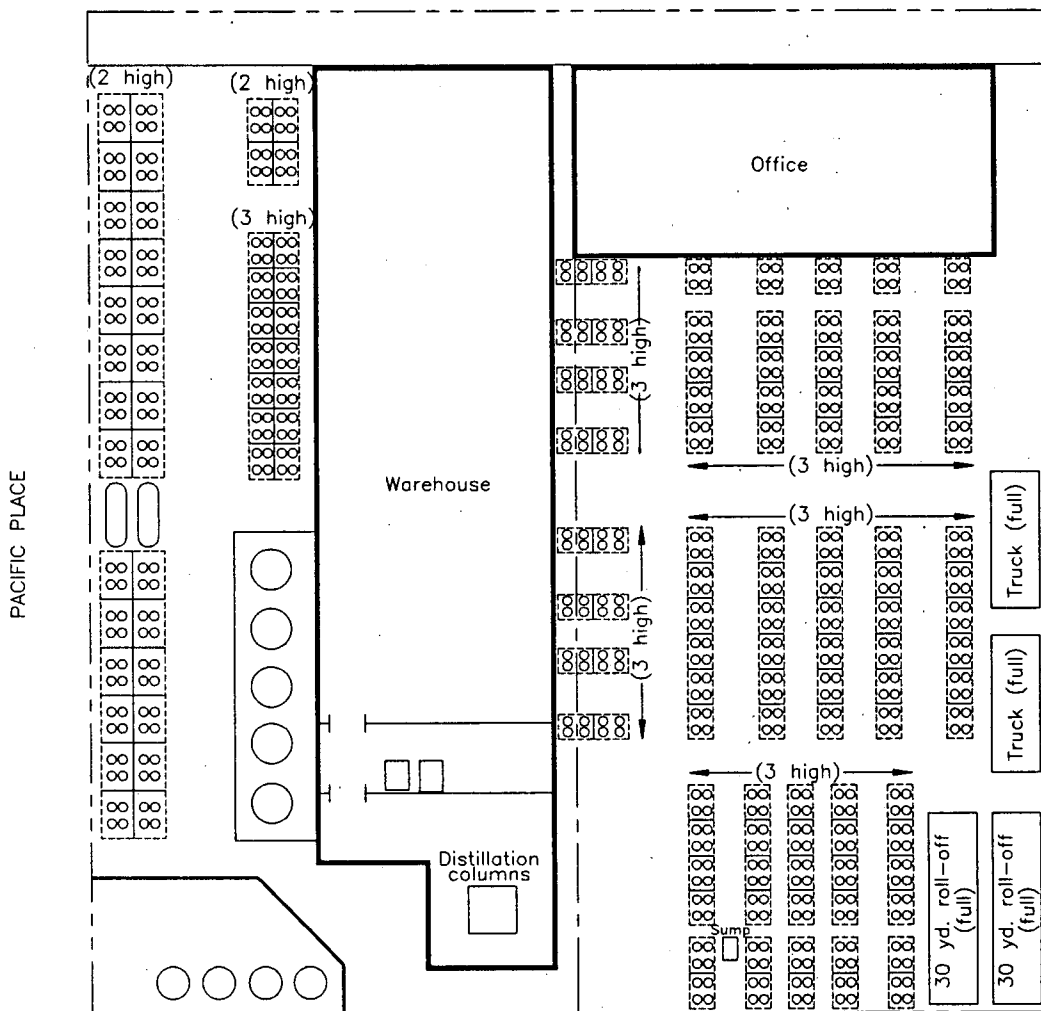 (2 high)
(2 high)
Office
(3 high)
(3 high)
(3 high)
Warehouse
PACIFIC PLACE
(3 high)
Truck (full)
(3 high)
Truck (full)
(3 high)
Distillation
columns
Sump
30 yd. roll-off
(full)
30 yd. roll-off
(full)